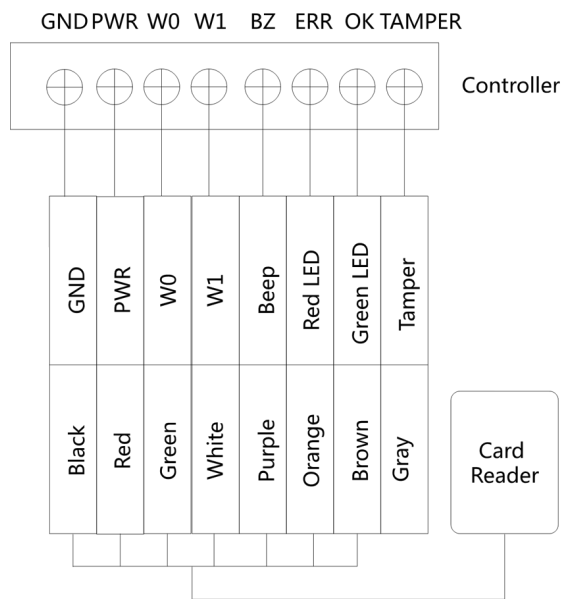 GND PWR W0 W1 BZ ERR OK TAMPER
Controller
GND PWR W0 W1 Beep Red LED Green LED Tamper
Black Red Green White Purple Orange Brown Gray
Card
Reader